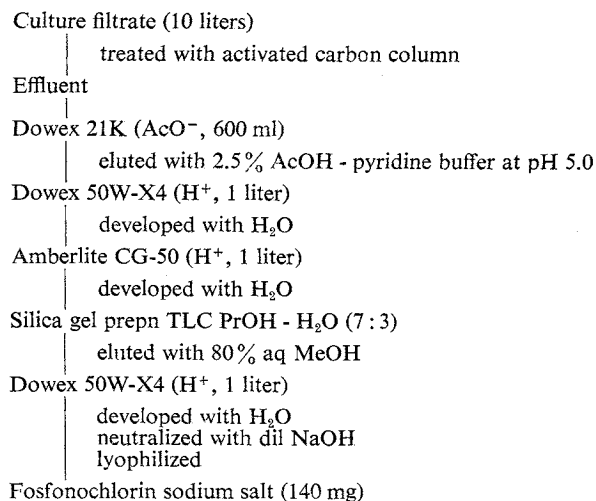 Culture filtrate (10 liters)
treated with activated carbon column
Effluent
Dowex 21K (AcO⁻, 600 ml)
eluted with 2.5% AcOH - pyridine buffer at pH 5.0
Dowex 50W-X4 (H⁺, 1 liter)
developed with H₂O
Amberlite CG-50 (H⁺, 1 liter)
developed with H₂O
Silica gel prepn TLC PrOH - H₂O (7 : 3)
eluted with 80% aq MeOH
Dowex 50W-X4 (H⁺, 1 liter)
developed with H₂O
neutralized with dil NaOH
lyophilized
Fosfonochlorin sodium salt (140 mg)